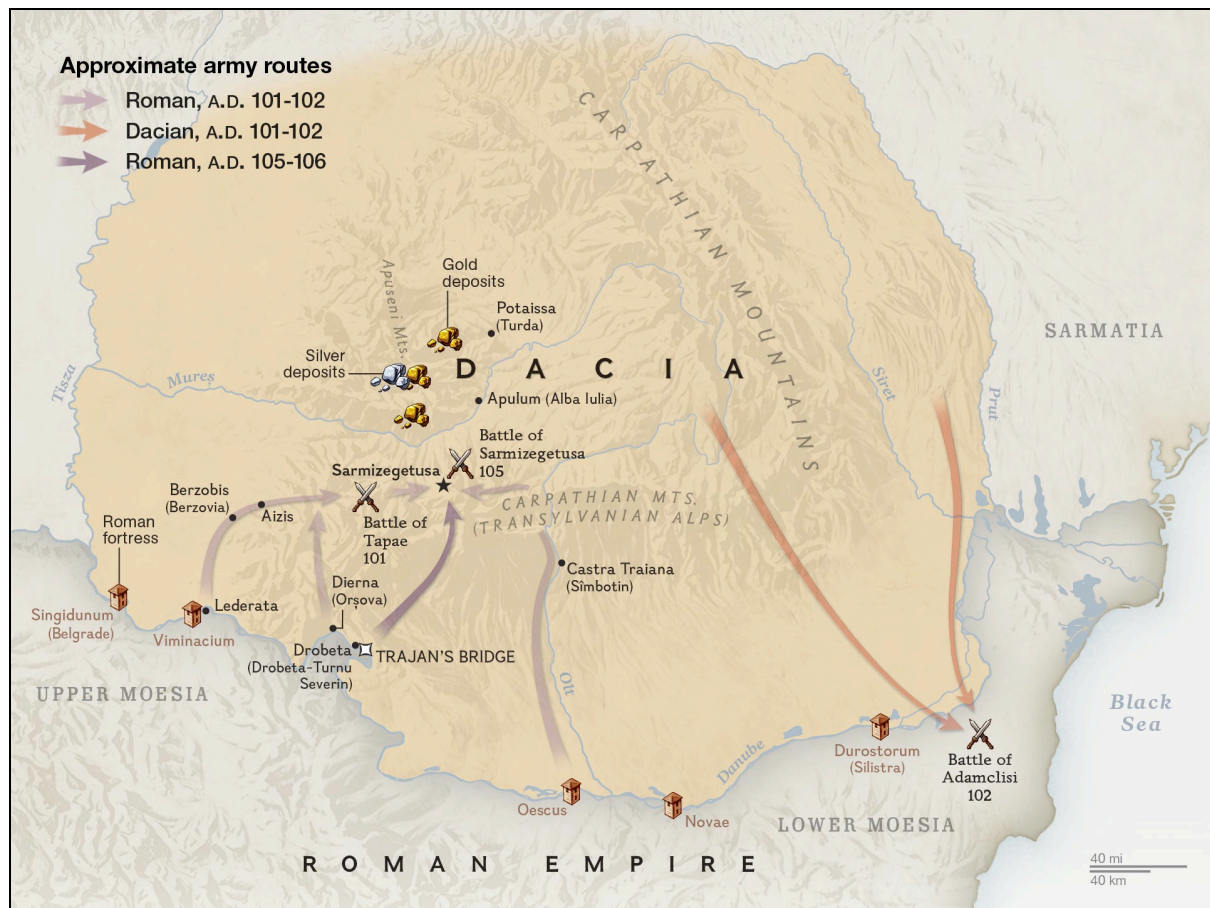 Approximate army routes
Roman, A.D. 101-102
Dacian, A.D. 101-102
Roman, A.D. 105-106
CARPATHIAN MOUNTAINS
Gold
deposits
Apuseni Mts.
Potaissa
(Turda)
SARMATIA
Silver
deposits
DACIA
Tisza
Mureș
Siret
Prut
Apulum (Alba Iulia)
Battle of
Sarmizegetusa
105
Sarmizegetusa
Berzobis
(Berzovia)
Aizis
CARPATHIAN MTS.
(TRANSYLVANIAN ALPS)
Roman
fortress
Battle of
Tapae
101
Castra Traiana
(Sîmbotin)
Dierna
(Orșova)
Singidunum
(Belgrade)
Lederata
Viminacium
Drobeta
(Drobeta-Turnu
Severin)
TRAJAN'S BRIDGE
UPPER MOESIA
Olt
Black
Sea
Danube
Durostorum
(Silistra)
Battle of
Adamclisi
102
Oescus
Novae
LOWER MOESIA
ROMAN EMPIRE
40 mi
40 km